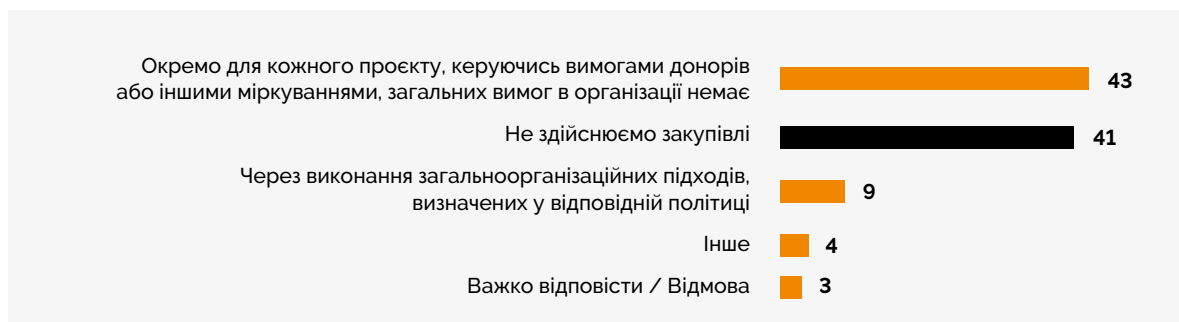 Окремо для кожного проєкту, керуючись вимогами донорів
або іншими міркуваннями, загальних вимог в організації немає
43
Не здійснюємо закупівлі
41
Через виконання загальноорганізаційних підходів,
визначених у відповідній політиці
9
Інше
4
Важко відповісти / Відмова
3